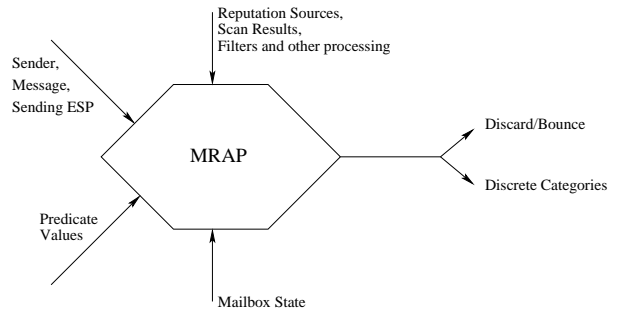 Reputation Sources,
Scan Results,
Filters and other processing
Sender,
Message,
Sending ESP
MRAP
Discard/Bounce
Discrete Categories
Predicate
Values
Mailbox State